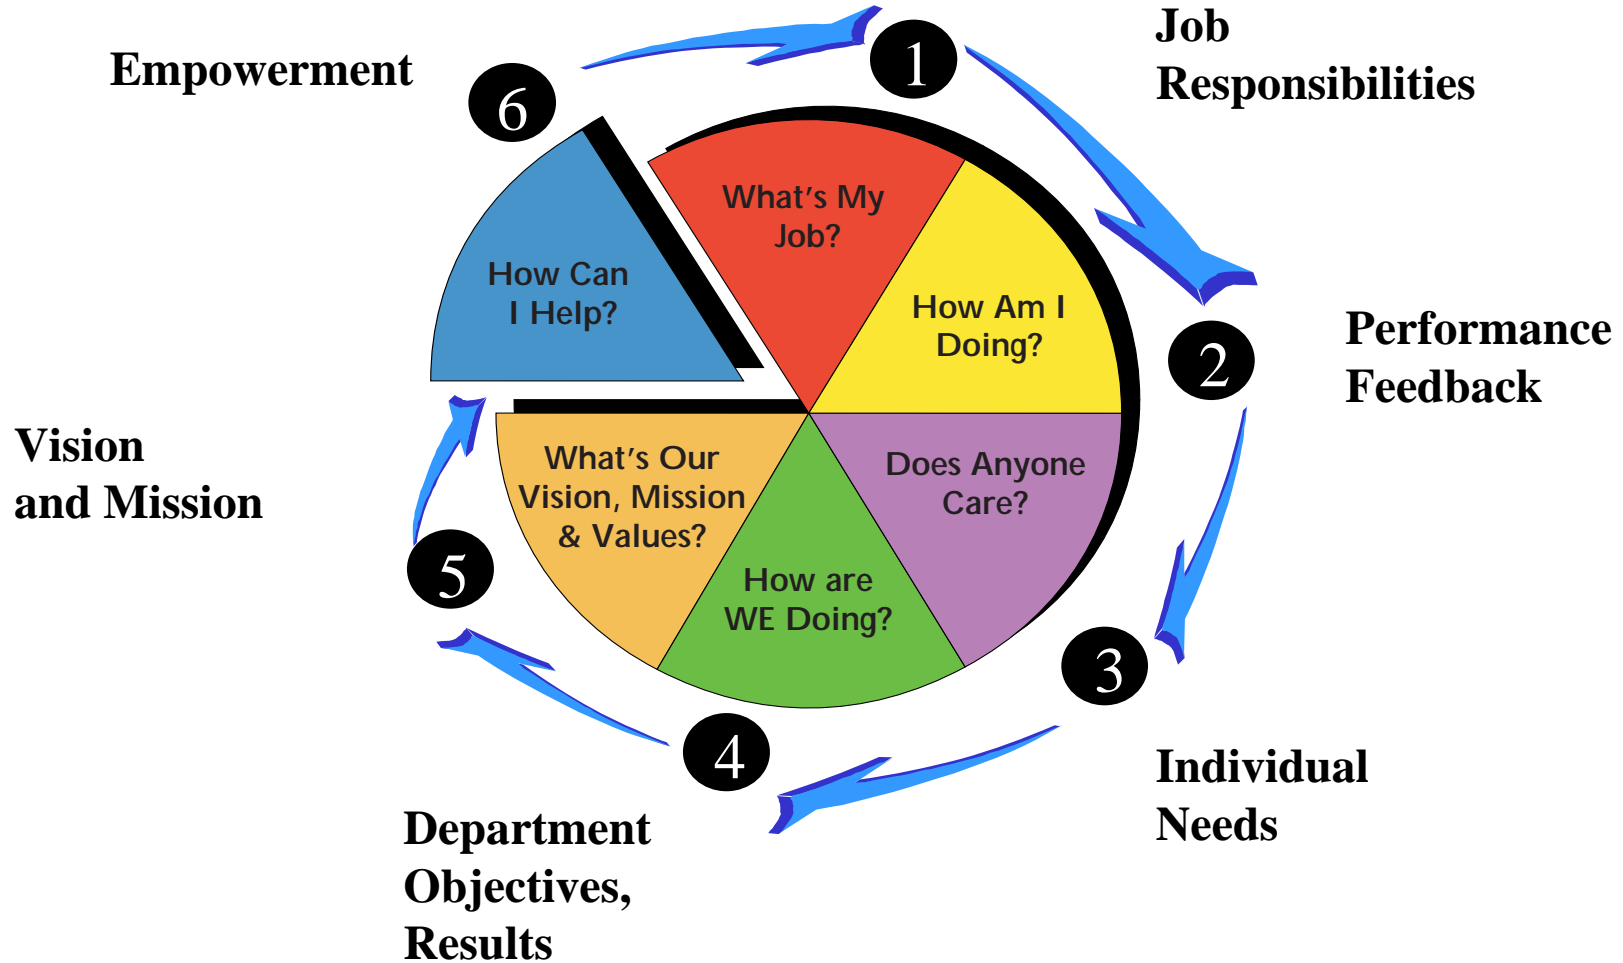 1
Job
Responsibilities
What's My
Job?
2
Performance
Feedback
How Am I
Doing?
3
Individual
Needs
Does Anyone
Care?
4
Department
Objectives,
Results
How are
WE Doing?
5
Vision
and Mission
What's Our
Vision, Mission
& Values?
6
Empowerment
How Can
I Help?